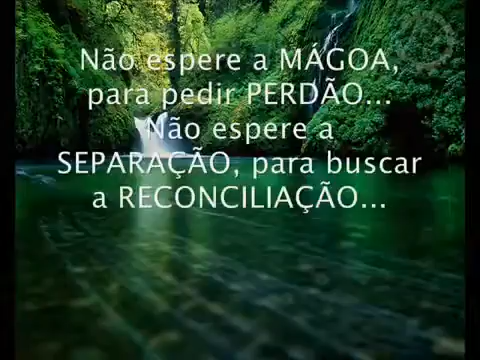 Não espere a MÁGOA,
para pedir PERDÃO...
Não espere a
SEPARAÇÃO, para buscar
a RECONCILIAÇÃO...